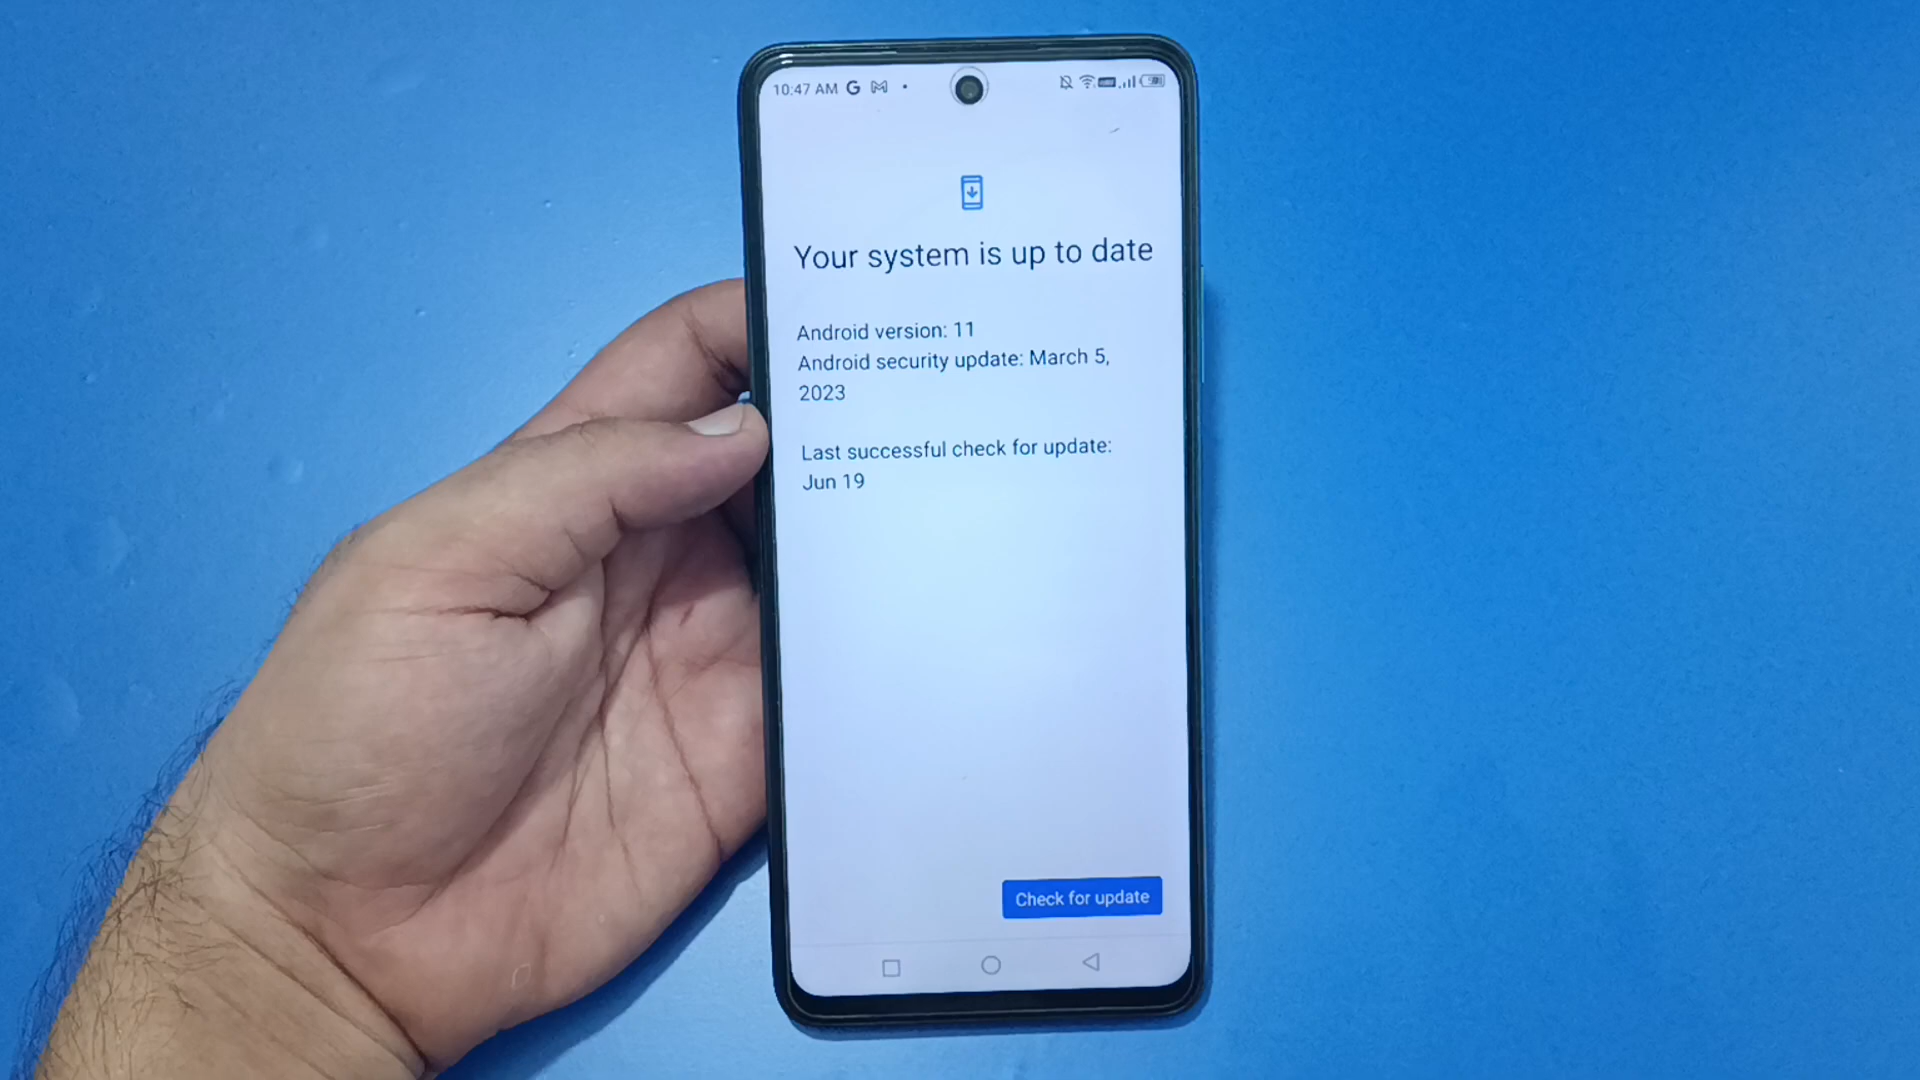 10:47 AM G
Your system is up to date
Android version: 11
Android security update: March 5,
2023
Last successful check for update:
Jun 19
Check for update